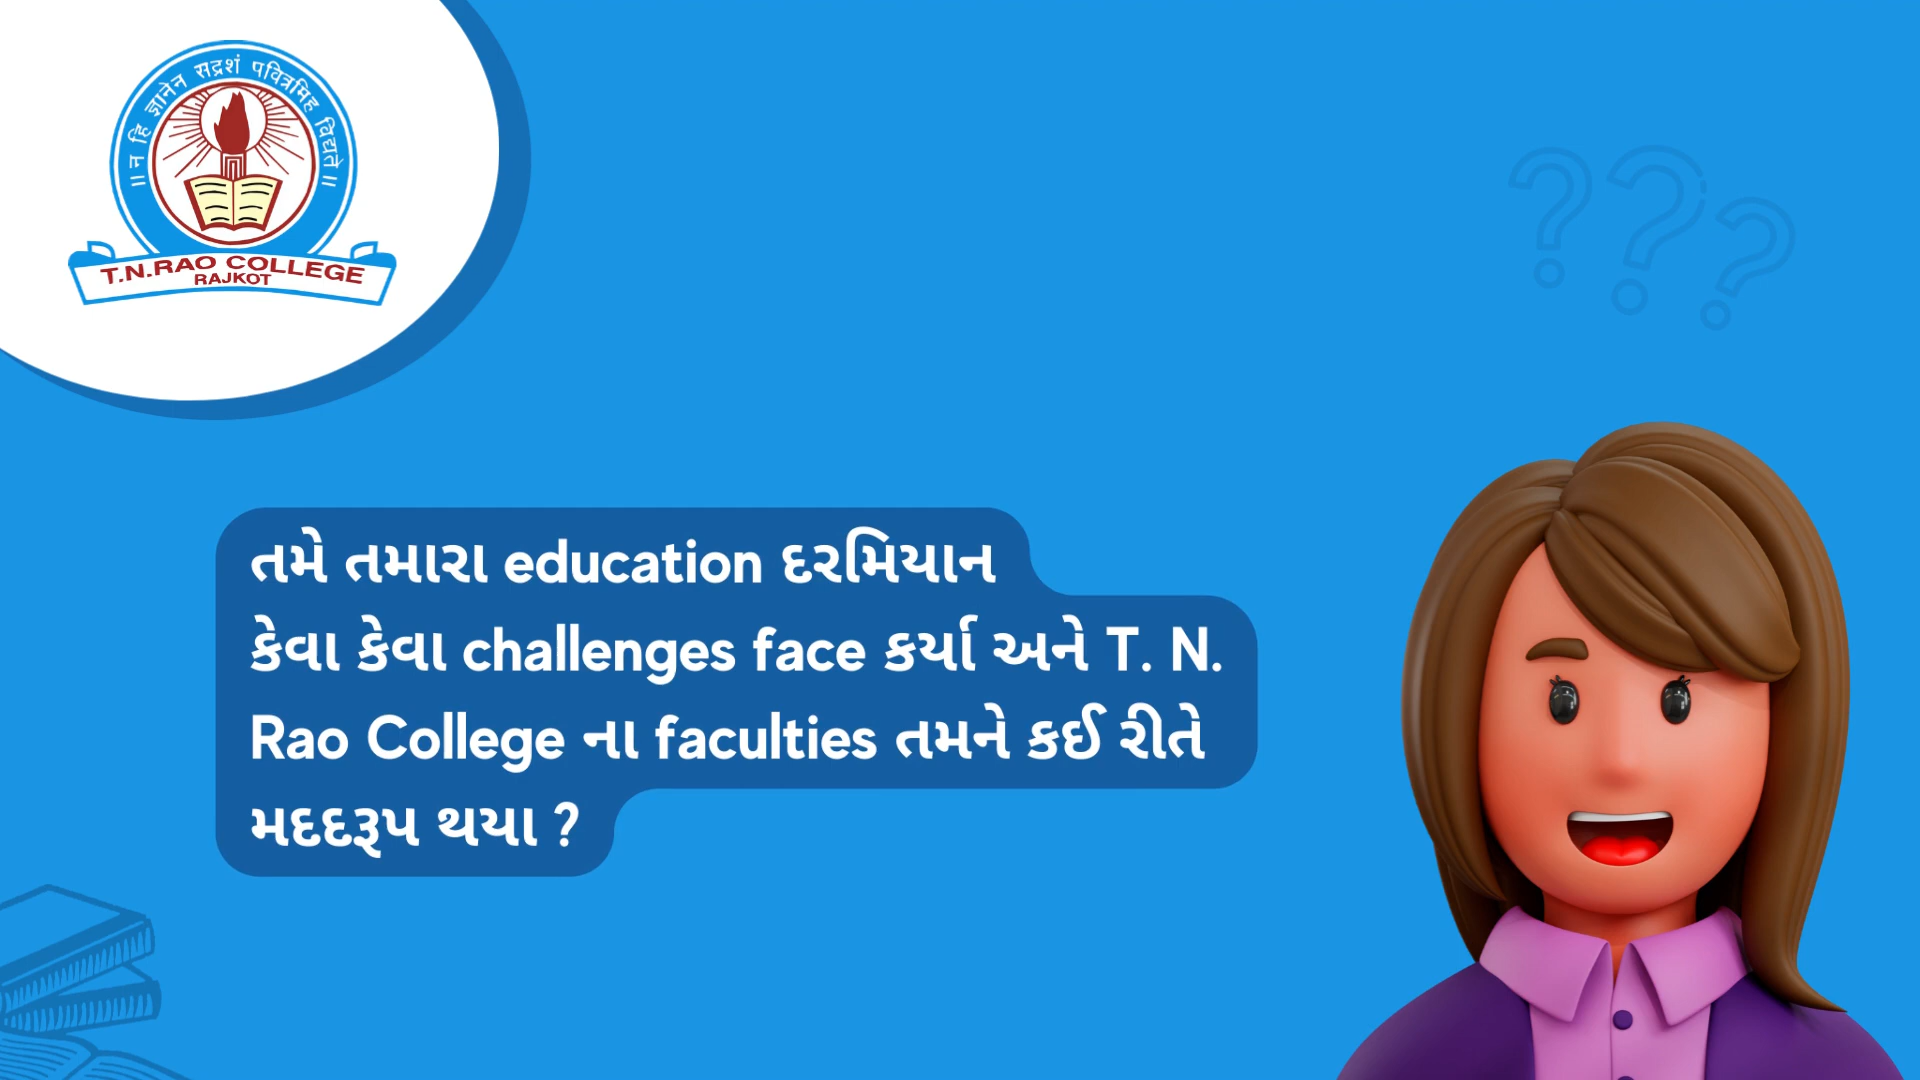 ॥ न हि ज्ञानेन सद्रशं पवित्रमिह विद्यते ॥
T.N.RAO COLLEGE
RAJKOT
તમે તમારા education દરમિયાન
કેવા કેવા challenges face કર્યા અને T. N.
Rao College ના faculties તમને કઈ રીતે
મદદરૂપ થયા ?